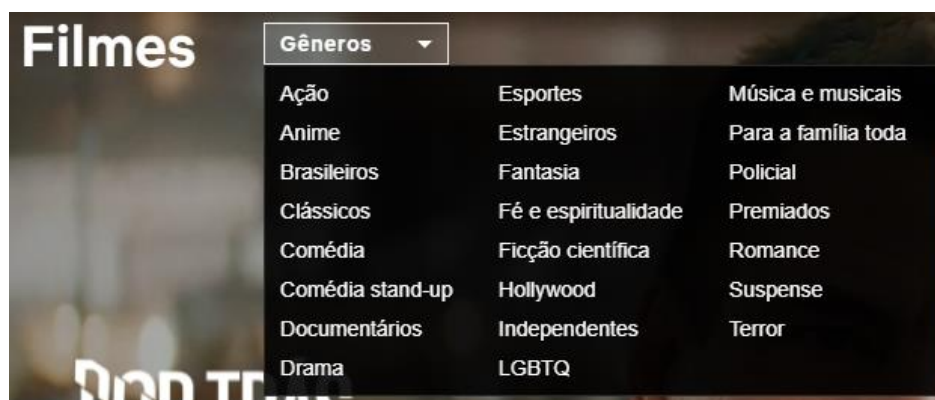 Filmes
Gêneros
Ação
Anime
Brasileiros
Clássicos
Comédia
Comédia stand-up
Documentários
Drama
Esportes
Estrangeiros
Fantasia
Fé e espiritualidade
Ficção científica
Hollywood
Independentes
LGBTQ
Música e musicais
Para a família toda
Policial
Premiados
Romance
Suspense
Terror